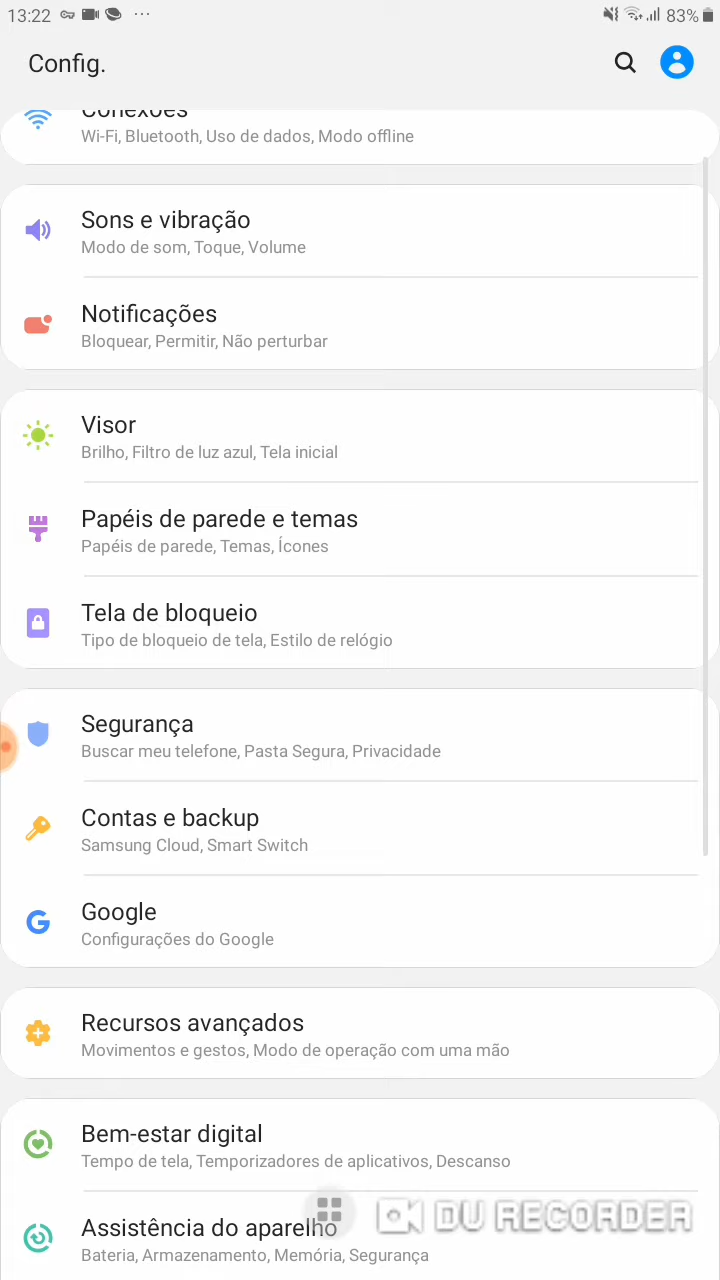 13:22 83%
Config.
Conexões
Wi-Fi, Bluetooth, Uso de dados, Modo offline
Sons e vibração
Modo de som, Toque, Volume
Notificações
Bloquear, Permitir, Não perturbar
Visor
Brilho, Filtro de luz azul, Tela inicial
Papéis de parede e temas
Papéis de parede, Temas, Ícones
Tela de bloqueio
Tipo de bloqueio de tela, Estilo de relógio
Segurança
Buscar meu telefone, Pasta Segura, Privacidade
Contas e backup
Samsung Cloud, Smart Switch
Google
Configurações do Google
Recursos avançados
Movimentos e gestos, Modo de operação com uma mão
Bem-estar digital
Tempo de tela, Temporizadores de aplicativos, Descanso
Assistência do aparelho
Bateria, Armazenamento, Memória, Segurança
DU RECORDER